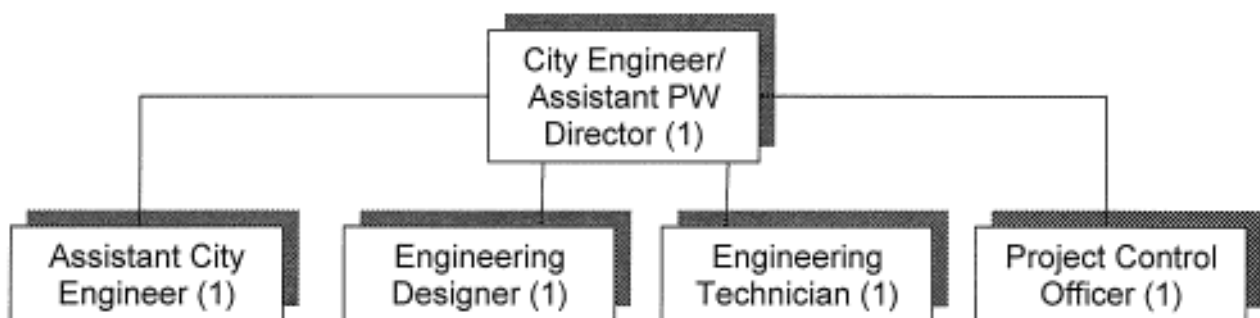 City Engineer/
Assistant PW
Director (1)
Assistant City
Engineer (1)
Engineering
Designer (1)
Engineering
Technician (1)
Project Control
Officer (1)